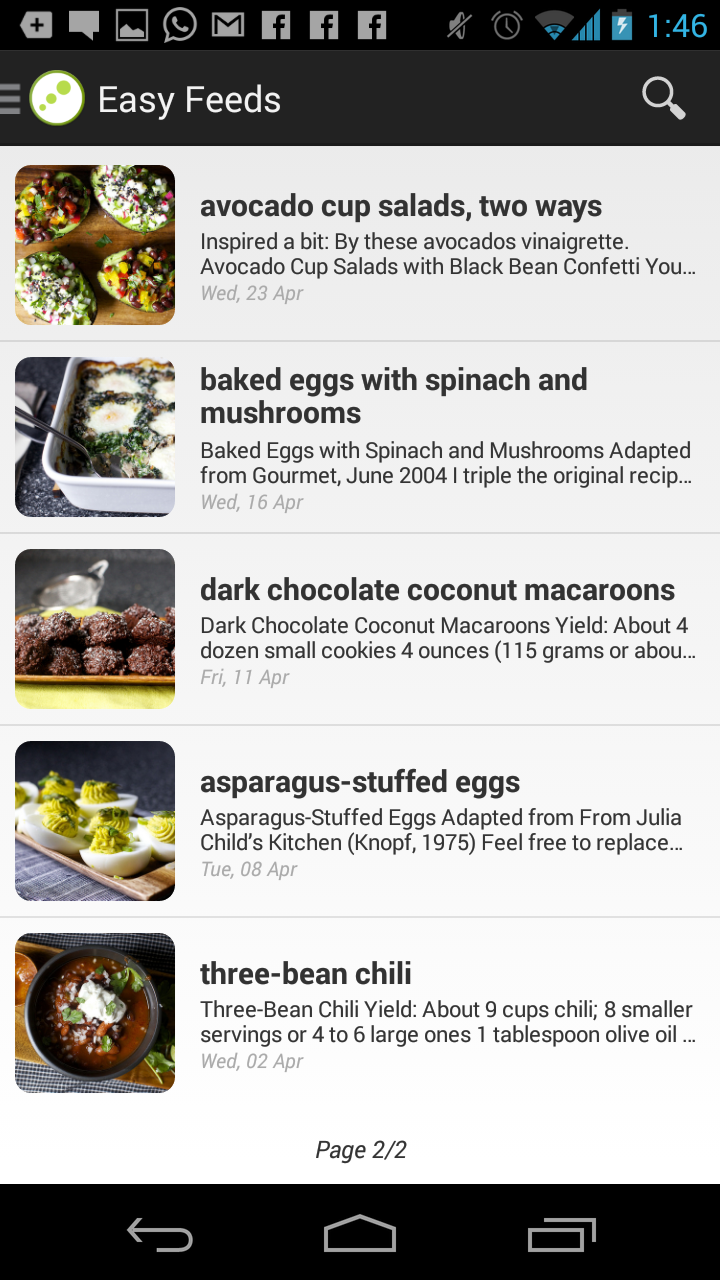 1:46
Easy Feeds
avocado cup salads, two ways
Inspired a bit: By these avocados vinaigrette.
Avocado Cup Salads with Black Bean Confetti You…
Wed, 23 Apr
baked eggs with spinach and
mushrooms
Baked Eggs with Spinach and Mushrooms Adapted
from Gourmet, June 2004 I triple the original recip…
Wed, 16 Apr
dark chocolate coconut macaroons
Dark Chocolate Coconut Macaroons Yield: About 4
dozen small cookies 4 ounces (115 grams or abou…
Fri, 11 Apr
asparagus-stuffed eggs
Asparagus-Stuffed Eggs Adapted from From Julia
Child’s Kitchen (Knopf, 1975) Feel free to replace…
Tue, 08 Apr
three-bean chili
Three-Bean Chili Yield: About 9 cups chili; 8 smaller
servings or 4 to 6 large ones 1 tablespoon olive oil …
Wed, 02 Apr
Page 2/2